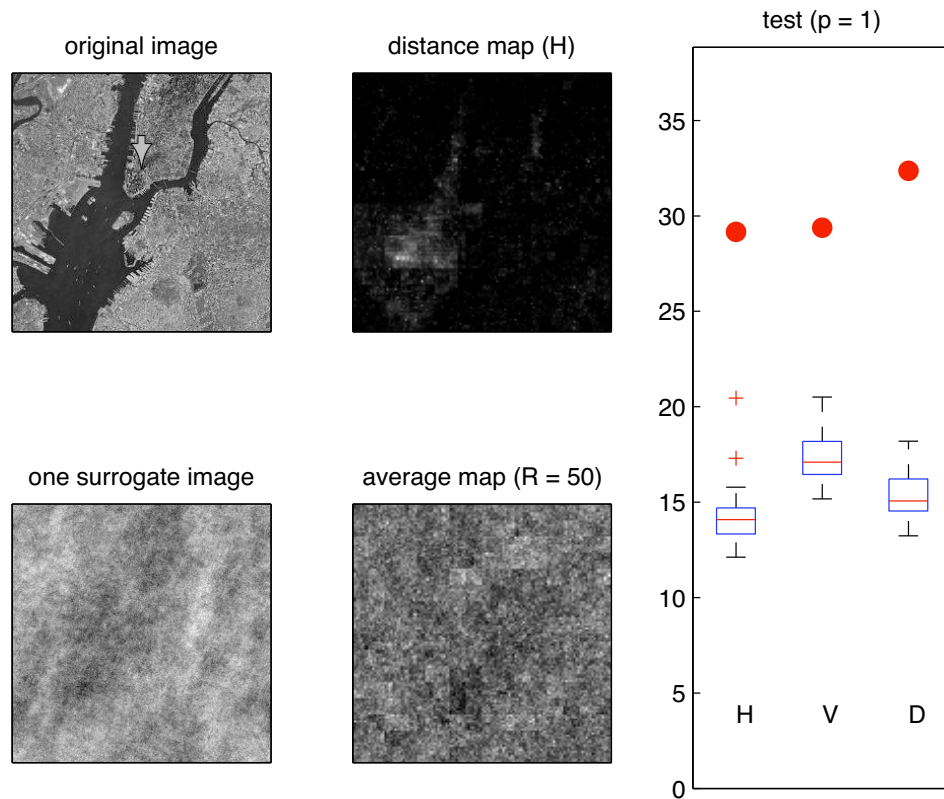 original image
distance map (H)
test (p = 1)
one surrogate image
average map (R = 50)
35
30
25
20
15
10
5
0
H V D